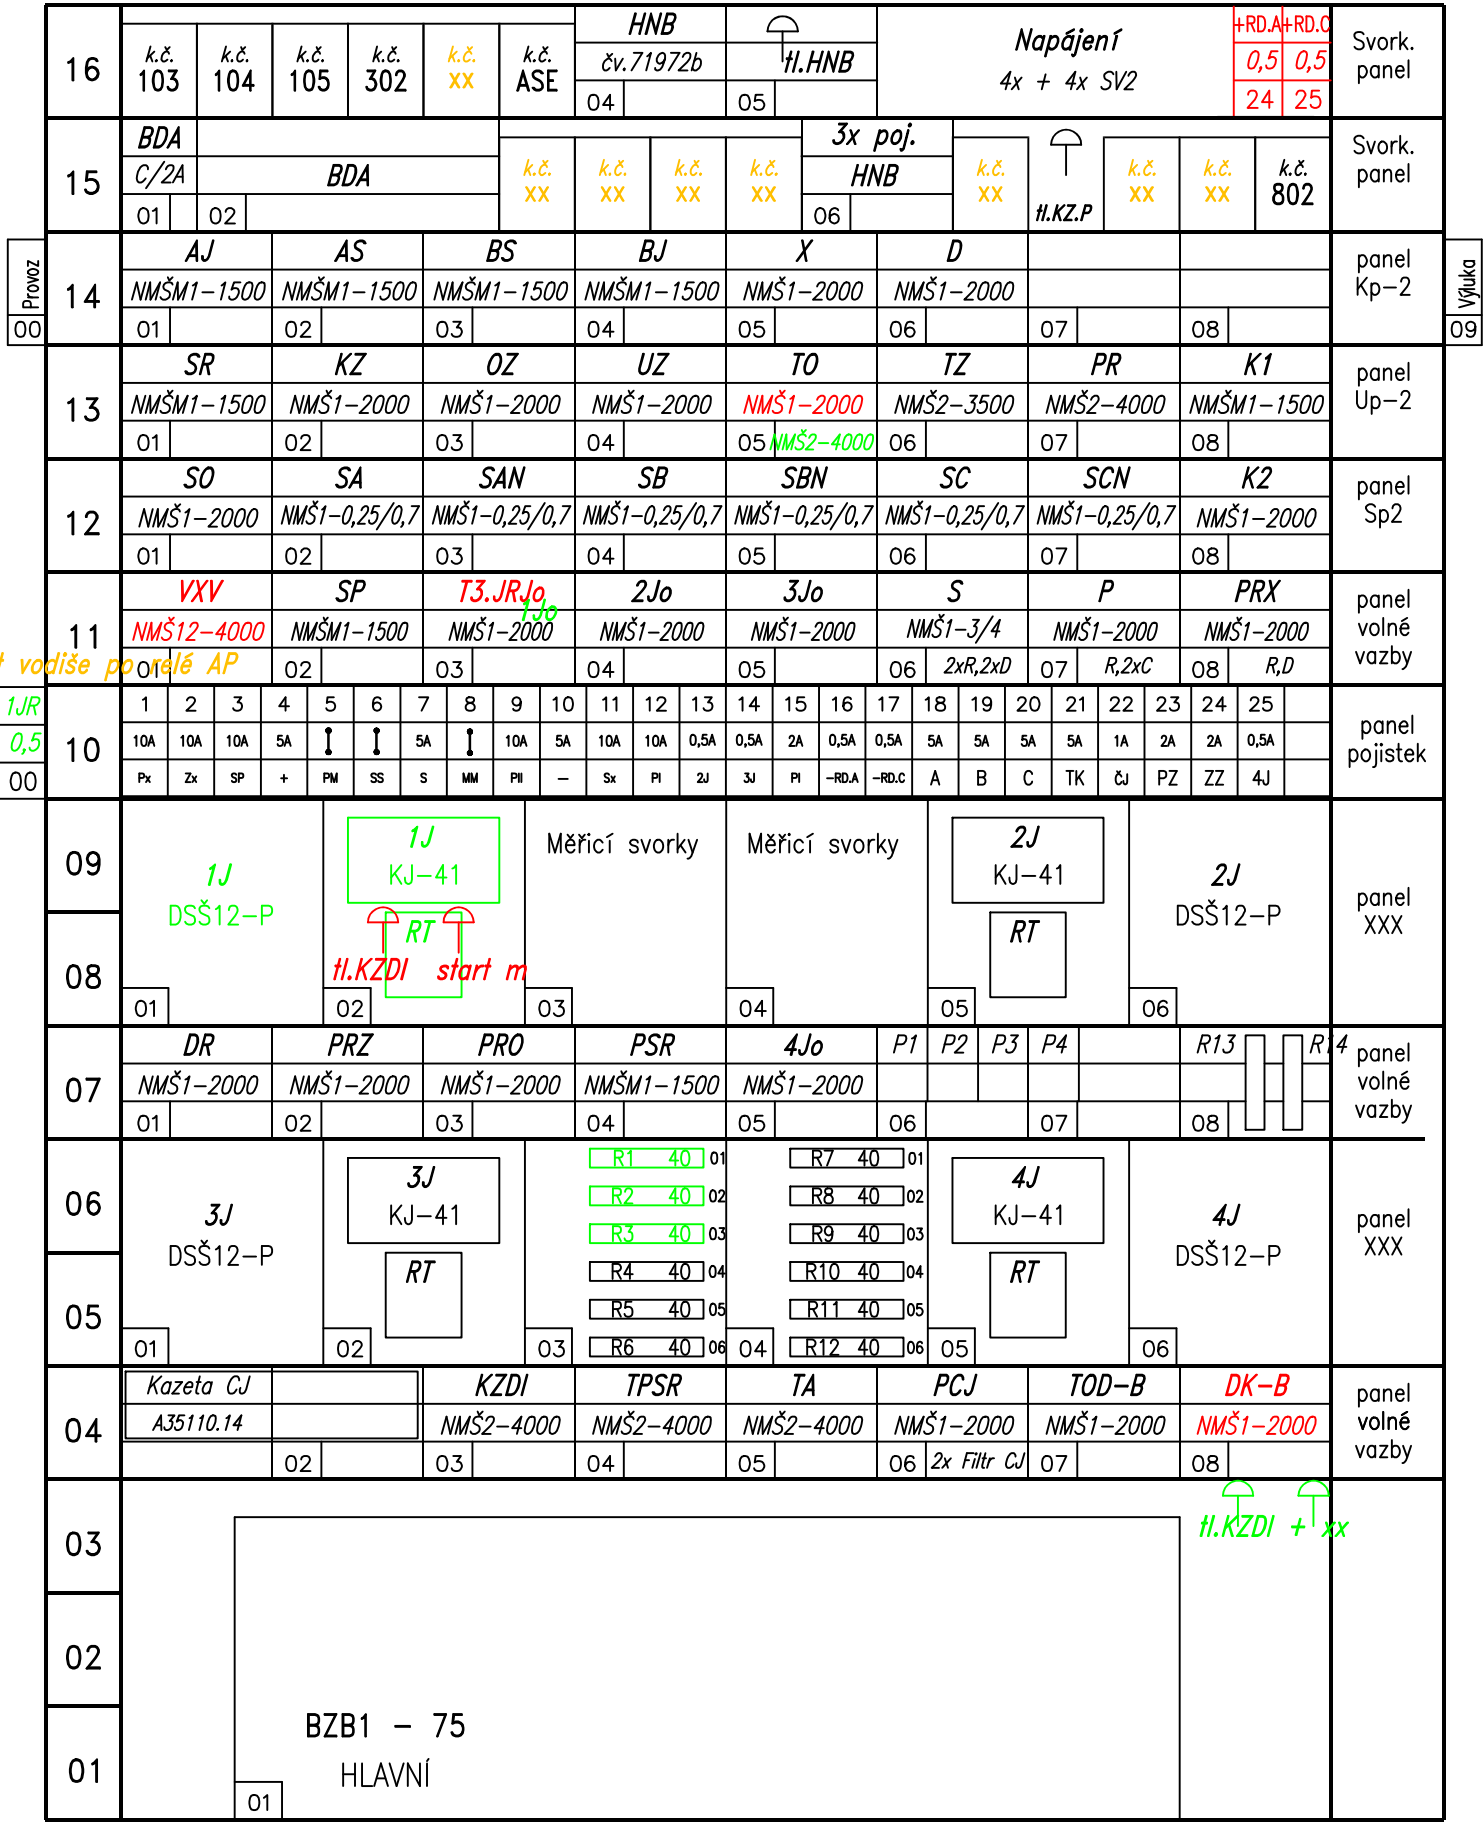 16
k.č. 103
k.č. 104
k.č. 105
k.č. 302
k.č. XX
k.č. ASE
HNB
čv.71972b
04
tl.HNB
05
Napájení
4x + 4x SV2
+RD.A +RD.C
0,5 0,5
24 25
Svork. panel
15
BDA
C/2A
01
BDA
02
k.č. XX
k.č. XX
k.č. XX
k.č. XX
3x poj.
HNB
06
k.č. XX
tl.KZ.P
k.č. XX
k.č. XX
k.č. 802
Svork. panel
Provoz
00
14
AJ AS BS BJ X D
NMŠM1-1500 NMŠM1-1500 NMŠM1-1500 NMŠM1-1500 NMŠ1-2000 NMŠ1-2000
01 02 03 04 05 06 07 08
panel Kp-2
Výluka
09
13
SR KZ OZ UZ TO TZ PR K1
NMŠM1-1500 NMŠ1-2000 NMŠ1-2000 NMŠ1-2000 NMŠ1-2000 NMŠ2-3500 NMŠ2-4000 NMŠM1-1500
01 02 03 04 05 NMŠ2-4000 06 07 08
panel Up-2
12
SO SA SAN SB SBN SC SCN K2
NMŠ1-2000 NMŠ1-0,25/0,7 NMŠ1-0,25/0,7 NMŠ1-0,25/0,7 NMŠ1-0,25/0,7 NMŠ1-0,25/0,7 NMŠ1-0,25/0,7 NMŠ1-2000
01 02 03 04 05 06 07 08
panel Sp2
11
VXV SP T3.JRJo 2Jo 3Jo S P PRX
1Jo
NMŠ12-4000 NMŠM1-1500 NMŠ1-2000 NMŠ1-2000 NMŠ1-2000 NMŠ1-3/4 NMŠ1-2000 NMŠ1-2000
vodiše po relé AP
01 02 03 04 05 06 2xR,2xD 07 R,2xC 08 R,D
panel volné vazby
1JR
0,5
00
10
1 2 3 4 5 6 7 8 9 10 11 12 13 14 15 16 17 18 19 20 21 22 23 24 25
10A 10A 10A 5A 5A 10A 5A 10A 10A 0,5A 0,5A 2A 0,5A 0,5A 5A 5A 5A 5A 1A 2A 2A 0,5A
Px Zx SP + PM SS S MM PII - Sx PI 2J 3J PI -RD.A -RD.C A B C TK ČJ PZ ZZ 4J
panel pojistek
09
08
1J
DSŠ12-P
01
1J
KJ-41
RT
tl.KZDI start m
02
Měřicí svorky
03
Měřicí svorky
04
2J
KJ-41
RT
05
2J
DSŠ12-P
06
panel XXX
07
DR PRZ PRO PSR 4Jo P1 P2 P3 P4 R13 R14
NMŠ1-2000 NMŠ1-2000 NMŠ1-2000 NMŠM1-1500 NMŠ1-2000
01 02 03 04 05 06 07 08
panel volné vazby
06
05
3J
DSŠ12-P
01
3J
KJ-41
RT
02
R1 40 01
R2 40 02
R3 40 03
R4 40 04
R5 40 05
R6 40 06
03
R7 40 01
R8 40 02
R9 40 03
R10 40 04
R11 40 05
R12 40 06
04
4J
KJ-41
RT
05
4J
DSŠ12-P
06
panel XXX
04
Kazeta CJ KZDI TPSR TA PCJ TOD-B DK-B
A35110.14 NMŠ2-4000 NMŠ2-4000 NMŠ2-4000 NMŠ1-2000 NMŠ1-2000 NMŠ1-2000
02 03 04 05 06 2x Filtr CJ 07 08
panel volné vazby
tl.KZDI + xx
03
02
01
BZB1 - 75
HLAVNÍ
01